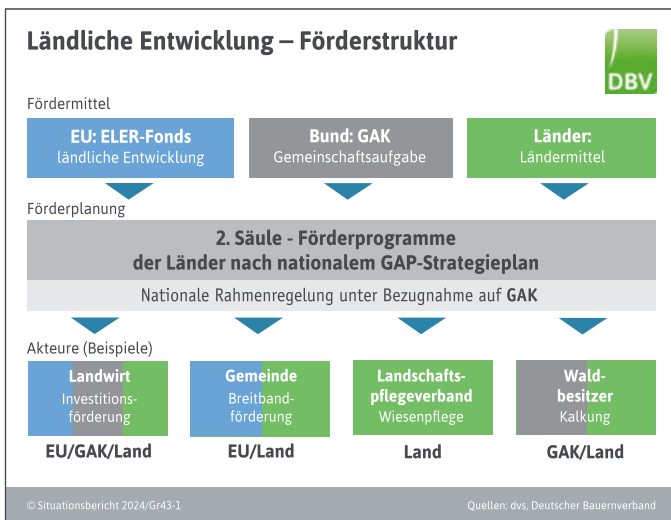 Ländliche Entwicklung – Förderstruktur
DBV
Fördermittel
EU: ELER-Fonds
ländliche Entwicklung
Bund: GAK
Gemeinschaftsaufgabe
Länder:
Ländermittel
Förderplanung
2. Säule - Förderprogramme
der Länder nach nationalem GAP-Strategieplan
Nationale Rahmenregelung unter Bezugnahme auf GAK
Akteure (Beispiele)
Landwirt
Investitions-
förderung
EU/GAK/Land
Gemeinde
Breitband-
förderung
EU/Land
Landschafts-
pflegeverband
Wiesenpflege
Land
Wald-
besitzer
Kalkung
GAK/Land
© Situationsbericht 2024/Gr43-1
Quellen: dvs, Deutscher Bauernverband